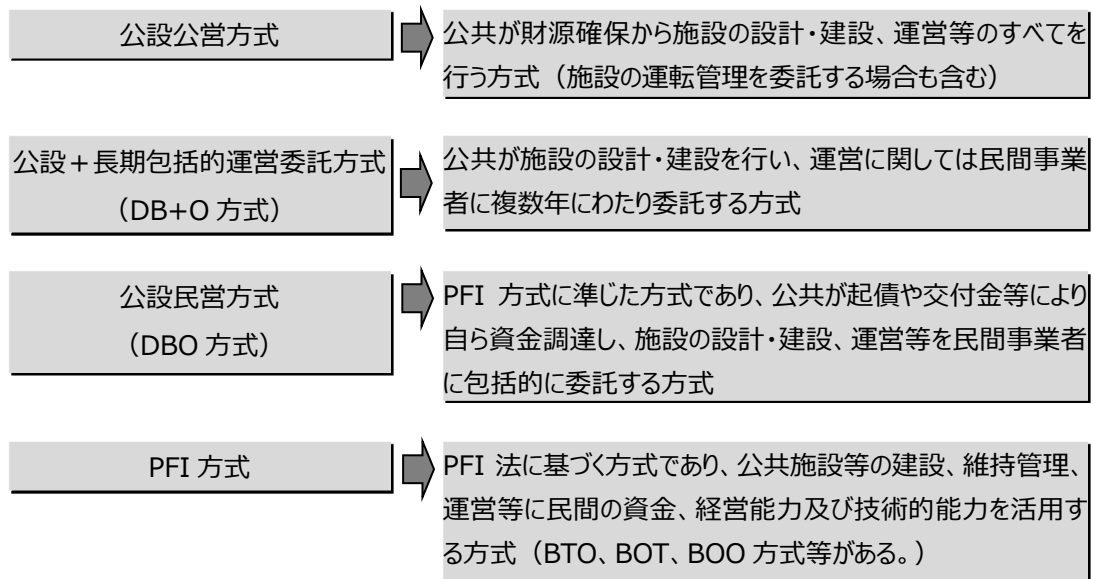 公設公営方式
公共が財源確保から施設の設計・建設、運営等のすべてを
行う方式（施設の運転管理を委託する場合も含む）
公設＋長期包括的運営委託方式
（DB+O 方式）
公共が施設の設計・建設を行い、運営に関しては民間事業
者に複数年にわたり委託する方式
公設民営方式
（DBO 方式）
PFI 方式に準じた方式であり、公共が起債や交付金等により
自ら資金調達し、施設の設計・建設、運営等を民間事業者
に包括的に委託する方式
PFI 方式
PFI 法に基づく方式であり、公共施設等の建設、維持管理、
運営等に民間の資金、経営能力及び技術的能力を活用す
る方式（BTO、BOT、BOO 方式等がある。）